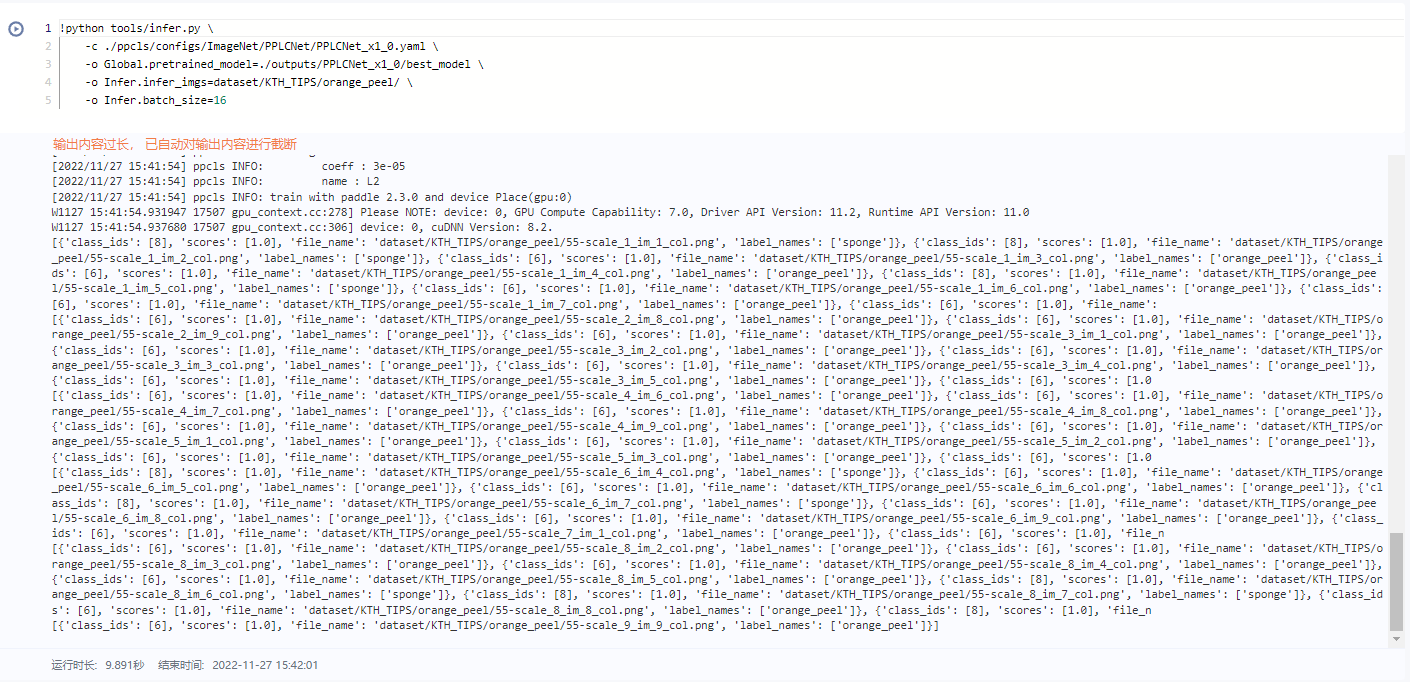 1 !python tools/infer.py \
2 -c ./ppcls/configs/ImageNet/PPLCNet/PPLCNet_x1_0.yaml \
3 -o Global.pretrained_model=./outputs/PPLCNet_x1_0/best_model \
4 -o Infer.infer_imgs=dataset/KTH_TIPS/orange_peel/ \
5 -o Infer.batch_size=16
输出内容过长，已自动对输出内容进行截断
[2022/11/27 15:41:54] ppcls INFO: coeff : 3e-05
[2022/11/27 15:41:54] ppcls INFO: name : L2
[2022/11/27 15:41:54] ppcls INFO: train with paddle 2.3.0 and device Place(gpu:0)
W1127 15:41:54.931947 17507 gpu_context.cc:278] Please NOTE: device: 0, GPU Compute Capability: 7.0, Driver API Version: 11.2, Runtime API Version: 11.0
W1127 15:41:54.937680 17507 gpu_context.cc:306] device: 0, cuDNN Version: 8.2.
[{'class_ids': [8], 'scores': [1.0], 'file_name': 'dataset/KTH_TIPS/orange_peel/55-scale_1_im_1_col.png', 'label_names': ['sponge']}, {'class_ids': [8], 'scores': [1.0], 'file_name': 'dataset/KTH_TIPS/orange
_peel/55-scale_1_im_2_col.png', 'label_names': ['sponge']}, {'class_ids': [6], 'scores': [1.0], 'file_name': 'dataset/KTH_TIPS/orange_peel/55-scale_1_im_3_col.png', 'label_names': ['orange_peel']}, {'class_i
ds': [6], 'scores': [1.0], 'file_name': 'dataset/KTH_TIPS/orange_peel/55-scale_1_im_4_col.png', 'label_names': ['orange_peel']}, {'class_ids': [8], 'scores': [1.0], 'file_name': 'dataset/KTH_TIPS/orange_pee
l/55-scale_1_im_5_col.png', 'label_names': ['sponge']}, {'class_ids': [6], 'scores': [1.0], 'file_name': 'dataset/KTH_TIPS/orange_peel/55-scale_1_im_6_col.png', 'label_names': ['orange_peel']}, {'class_ids':
[6], 'scores': [1.0], 'file_name': 'dataset/KTH_TIPS/orange_peel/55-scale_1_im_7_col.png', 'label_names': ['orange_peel']}, {'class_ids': [6], 'scores': [1.0], 'file_name':
[{'class_ids': [6], 'scores': [1.0], 'file_name': 'dataset/KTH_TIPS/orange_peel/55-scale_2_im_8_col.png', 'label_names': ['orange_peel']}, {'class_ids': [6], 'scores': [1.0], 'file_name': 'dataset/KTH_TIPS/o
range_peel/55-scale_2_im_9_col.png', 'label_names': ['orange_peel']}, {'class_ids': [6], 'scores': [1.0], 'file_name': 'dataset/KTH_TIPS/orange_peel/55-scale_3_im_1_col.png', 'label_names': ['orange_peel']},
{'class_ids': [6], 'scores': [1.0], 'file_name': 'dataset/KTH_TIPS/orange_peel/55-scale_3_im_2_col.png', 'label_names': ['orange_peel']}, {'class_ids': [6], 'scores': [1.0], 'file_name': 'dataset/KTH_TIPS/or
ange_peel/55-scale_3_im_3_col.png', 'label_names': ['orange_peel']}, {'class_ids': [6], 'scores': [1.0], 'file_name': 'dataset/KTH_TIPS/orange_peel/55-scale_3_im_4_col.png', 'label_names': ['orange_peel']},
{'class_ids': [6], 'scores': [1.0], 'file_name': 'dataset/KTH_TIPS/orange_peel/55-scale_3_im_5_col.png', 'label_names': ['orange_peel']}, {'class_ids': [6], 'scores': [1.0
[{'class_ids': [6], 'scores': [1.0], 'file_name': 'dataset/KTH_TIPS/orange_peel/55-scale_4_im_6_col.png', 'label_names': ['orange_peel']}, {'class_ids': [6], 'scores': [1.0], 'file_name': 'dataset/KTH_TIPS/o
range_peel/55-scale_4_im_7_col.png', 'label_names': ['orange_peel']}, {'class_ids': [6], 'scores': [1.0], 'file_name': 'dataset/KTH_TIPS/orange_peel/55-scale_4_im_8_col.png', 'label_names': ['orange_peel']},
{'class_ids': [6], 'scores': [1.0], 'file_name': 'dataset/KTH_TIPS/orange_peel/55-scale_4_im_9_col.png', 'label_names': ['orange_peel']}, {'class_ids': [6], 'scores': [1.0], 'file_name': 'dataset/KTH_TIPS/or
ange_peel/55-scale_5_im_1_col.png', 'label_names': ['orange_peel']}, {'class_ids': [6], 'scores': [1.0], 'file_name': 'dataset/KTH_TIPS/orange_peel/55-scale_5_im_2_col.png', 'label_names': ['orange_peel']},
{'class_ids': [6], 'scores': [1.0], 'file_name': 'dataset/KTH_TIPS/orange_peel/55-scale_5_im_3_col.png', 'label_names': ['orange_peel']}, {'class_ids': [6], 'scores': [1.0
[{'class_ids': [8], 'scores': [1.0], 'file_name': 'dataset/KTH_TIPS/orange_peel/55-scale_6_im_4_col.png', 'label_names': ['sponge']}, {'class_ids': [6], 'scores': [1.0], 'file_name': 'dataset/KTH_TIPS/orange
_peel/55-scale_6_im_5_col.png', 'label_names': ['orange_peel']}, {'class_ids': [6], 'scores': [1.0], 'file_name': 'dataset/KTH_TIPS/orange_peel/55-scale_6_im_6_col.png', 'label_names': ['orange_peel']}, {'cl
ass_ids': [8], 'scores': [1.0], 'file_name': 'dataset/KTH_TIPS/orange_peel/55-scale_6_im_7_col.png', 'label_names': ['sponge']}, {'class_ids': [6], 'scores': [1.0], 'file_name': 'dataset/KTH_TIPS/orange_pee
l/55-scale_6_im_8_col.png', 'label_names': ['orange_peel']}, {'class_ids': [6], 'scores': [1.0], 'file_name': 'dataset/KTH_TIPS/orange_peel/55-scale_6_im_9_col.png', 'label_names': ['orange_peel']}, {'class_
ids': [6], 'scores': [1.0], 'file_name': 'dataset/KTH_TIPS/orange_peel/55-scale_7_im_1_col.png', 'label_names': ['orange_peel']}, {'class_ids': [6], 'scores': [1.0], 'file_n
[{'class_ids': [6], 'scores': [1.0], 'file_name': 'dataset/KTH_TIPS/orange_peel/55-scale_8_im_2_col.png', 'label_names': ['orange_peel']}, {'class_ids': [6], 'scores': [1.0], 'file_name': 'dataset/KTH_TIPS/o
range_peel/55-scale_8_im_3_col.png', 'label_names': ['orange_peel']}, {'class_ids': [6], 'scores': [1.0], 'file_name': 'dataset/KTH_TIPS/orange_peel/55-scale_8_im_4_col.png', 'label_names': ['orange_peel']},
{'class_ids': [6], 'scores': [1.0], 'file_name': 'dataset/KTH_TIPS/orange_peel/55-scale_8_im_5_col.png', 'label_names': ['orange_peel']}, {'class_ids': [8], 'scores': [1.0], 'file_name': 'dataset/KTH_TIPS/or
ange_peel/55-scale_8_im_6_col.png', 'label_names': ['sponge']}, {'class_ids': [8], 'scores': [1.0], 'file_name': 'dataset/KTH_TIPS/orange_peel/55-scale_8_im_7_col.png', 'label_names': ['sponge']}, {'class_id
s': [6], 'scores': [1.0], 'file_name': 'dataset/KTH_TIPS/orange_peel/55-scale_8_im_8_col.png', 'label_names': ['orange_peel']}, {'class_ids': [8], 'scores': [1.0], 'file_n
[{'class_ids': [6], 'scores': [1.0], 'file_name': 'dataset/KTH_TIPS/orange_peel/55-scale_9_im_9_col.png', 'label_names': ['orange_peel']}]
运行时长: 9.891秒 结束时间: 2022-11-27 15:42:01